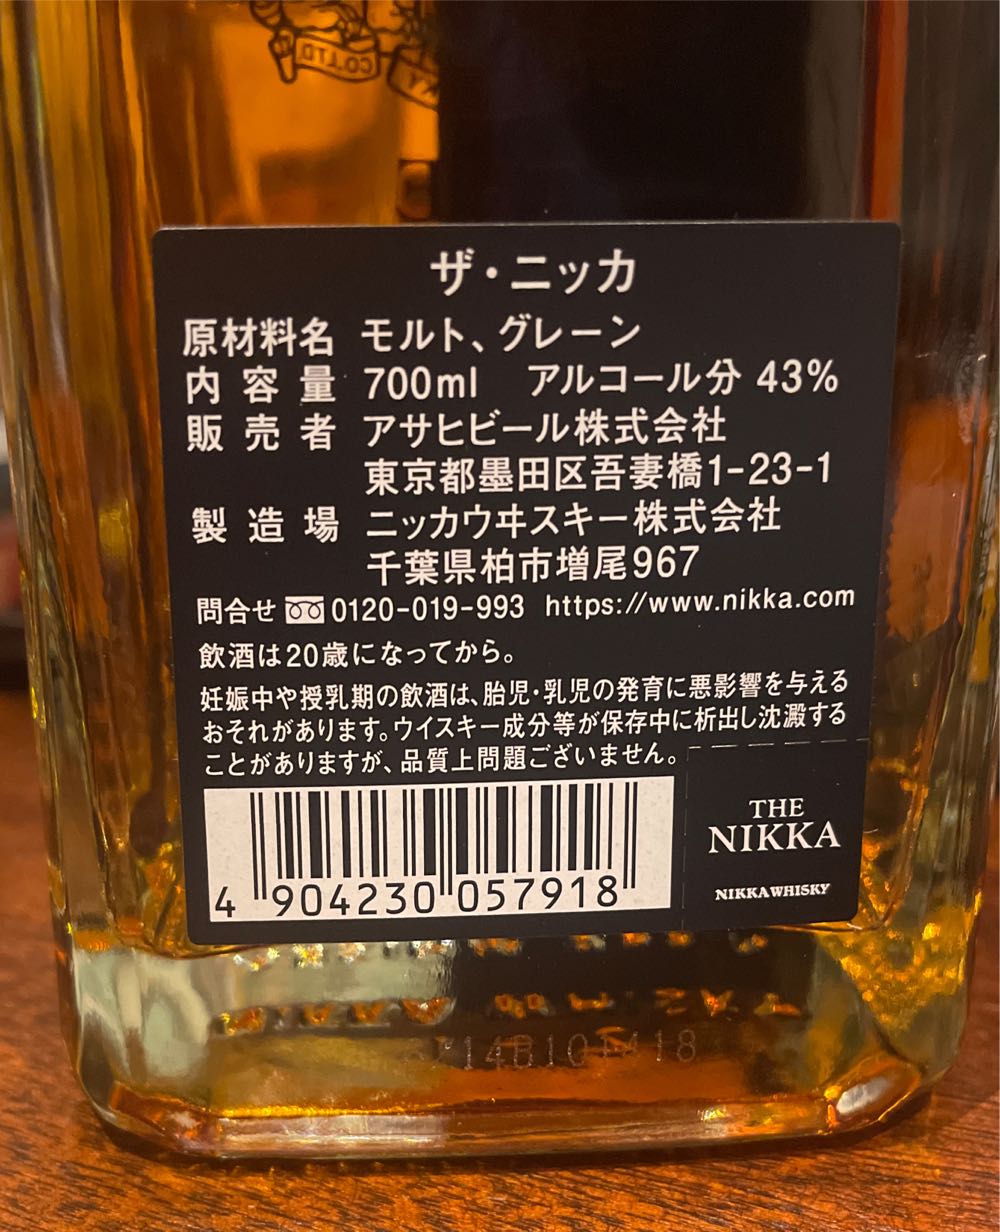 CO.LTD.
ザ・ニッカ
原材料名 モルト、グレーン
内容量 700ml アルコール分 43%
販売者 アサヒビール株式会社
東京都墨田区吾妻橋1-23-1
製造場 ニッカウヰスキー株式会社
千葉県柏市増尾967
問合せ 0120-019-993 https://www.nikka.com
飲酒は20歳になってから。
妊娠中や授乳期の飲酒は、胎児・乳児の発育に悪影響を与える
おそれがあります。ウイスキー成分等が保存中に析出し沈澱する
ことがありますが、品質上問題ございません。
THE
NIKKA
NIKKA WHISKY
4 904230 057918